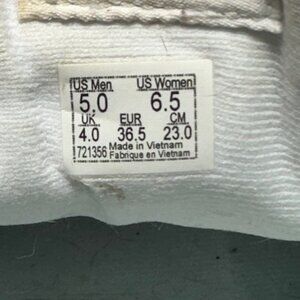 US Men US Women
5.0 6.5
UK EUR CM
4.0 36.5 23.0
721356 Made in Vietnam
Fabriqué en Vietnam